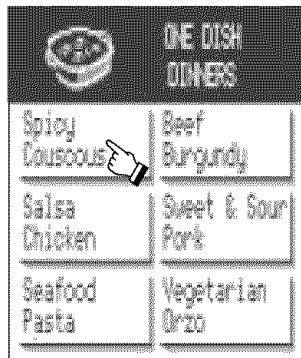 ONE DISH
DINNERS
Spicy
Couscous
Beef
Burgundy
Salsa
Chicken
Sweet & Sour
Pork
Seafood
Pasta
Vegetarian
Orzo